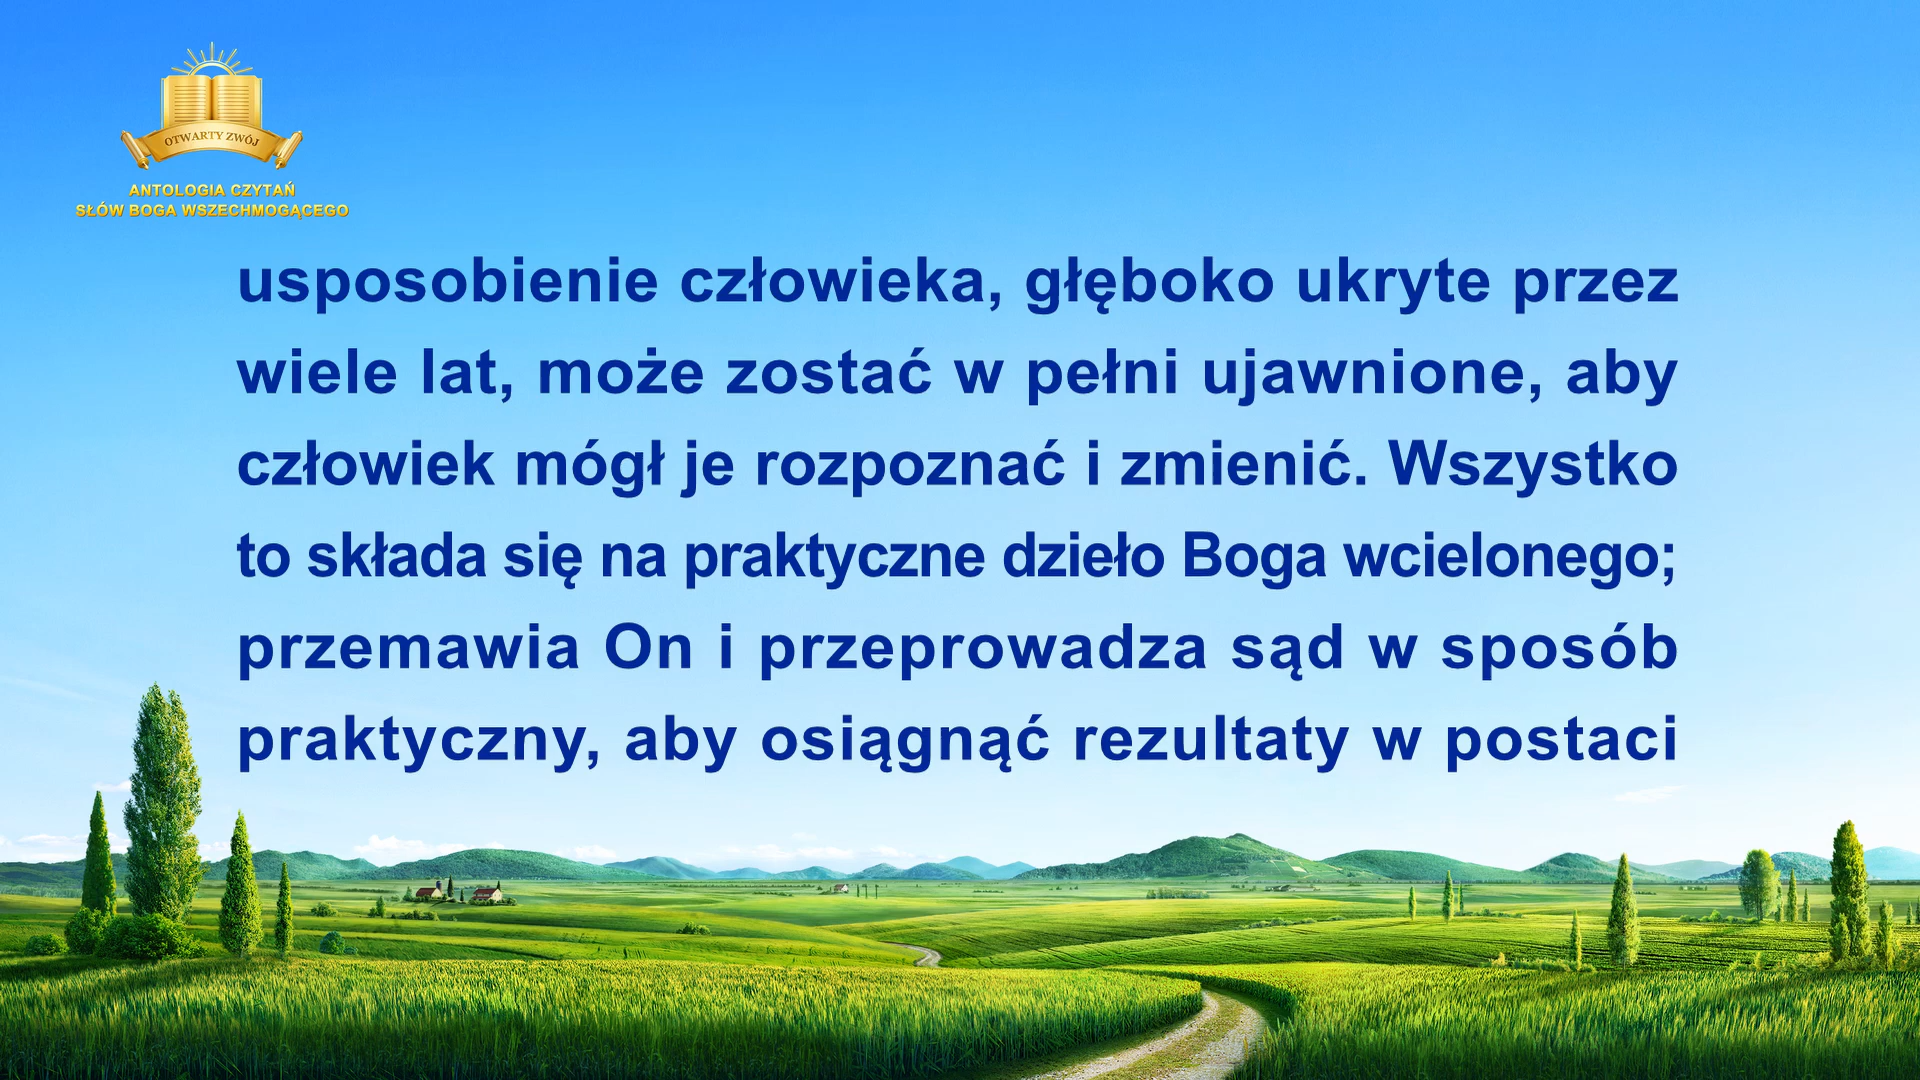 OTWARTY ZWÓJ
ANTOLOGIA CZYTAŃ
SŁÓW BOGA WSZECHMOGĄCEGO
usposobienie człowieka, głęboko ukryte przez
wiele lat, może zostać w pełni ujawnione, aby
człowiek mógł je rozpoznać i zmienić. Wszystko
to składa się na praktyczne dzieło Boga wcielonego;
przemawia On i przeprowadza sąd w sposób
praktyczny, aby osiągnąć rezultaty w postaci